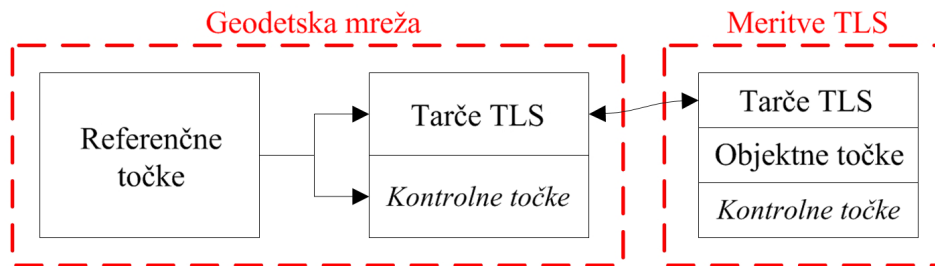 Geodetska mreža
Meritve TLS
Referenčne
točke
Tarče TLS
Kontrolne točke
Tarče TLS
Objektne točke
Kontrolne točke